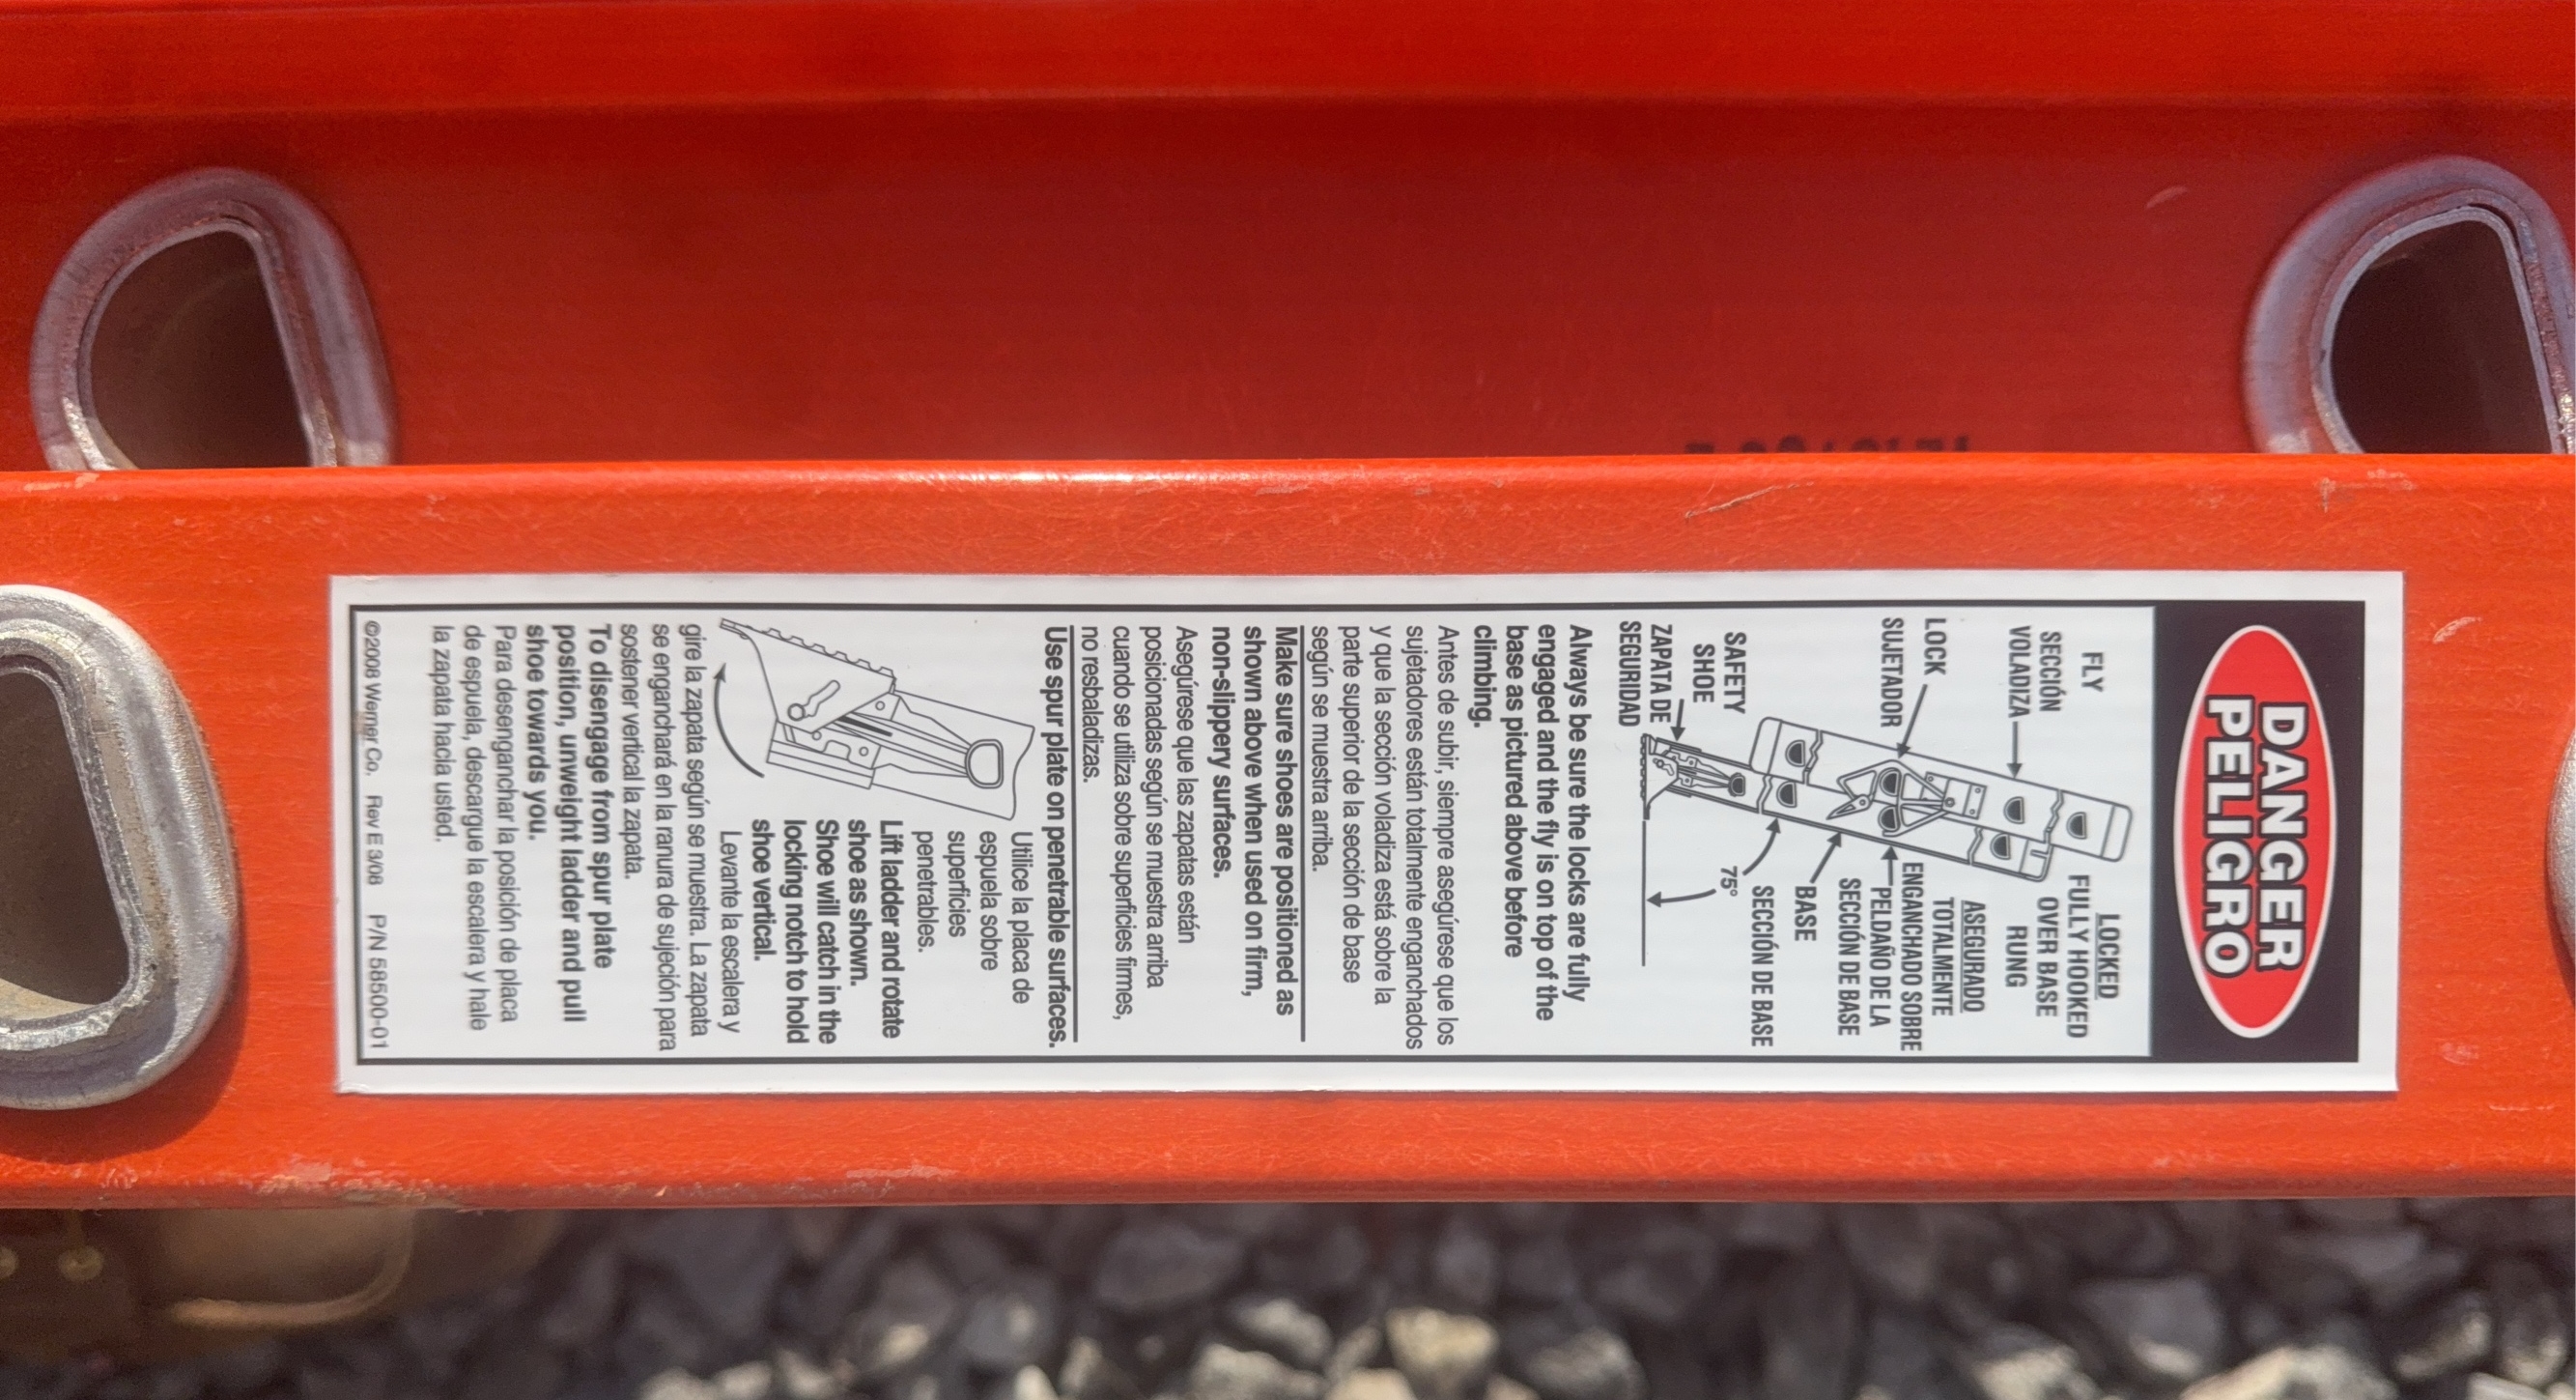 DANGER
PELIGRO
FLY
SECCIÓN
VOLADIZA
LOCK
SUJETADOR
SAFETY
SHOE
ZAPATA DE
SEGURIDAD
LOCKED
FULLY HOOKED
OVER BASE
RUNG
ASEGURADO
TOTALMENTE
ENGANCHADO SOBRE
PELDAÑO DE LA
SECCIÓN DE BASE
BASE
SECCIÓN DE BASE
75°
Always be sure the locks are fully
engaged and the fly is on top of the
base as pictured above before
climbing.
Antes de subir, siempre asegúrese que los
sujetadores están totalmente enganchados
y que la sección voladiza está sobre la
parte superior de la sección de base
según se muestra arriba.
Make sure shoes are positioned as
shown above when used on firm,
non-slippery surfaces.
Asegúrese que las zapatas están
posicionadas según se muestra arriba
cuando se utiliza sobre superficies firmes,
no resbaladizas.
Use spur plate on penetrable surfaces.
Utilice la placa de
espuela sobre
superficies
penetrables.
Lift ladder and rotate
shoe as shown.
Shoe will catch in the
locking notch to hold
shoe vertical.
Levante la escalera y
gire la zapata según se muestra. La zapata
se enganchará en la ranura de sujeción para
sostener vertical la zapata.
To disengage from spur plate
position, unweight ladder and pull
shoe towards you.
Para desenganchar la posición de placa
de espuela, descargue la escalera y hale
la zapata hacia usted.
©2008 Werner Co. Rev E 3/08 P/N 58500-01